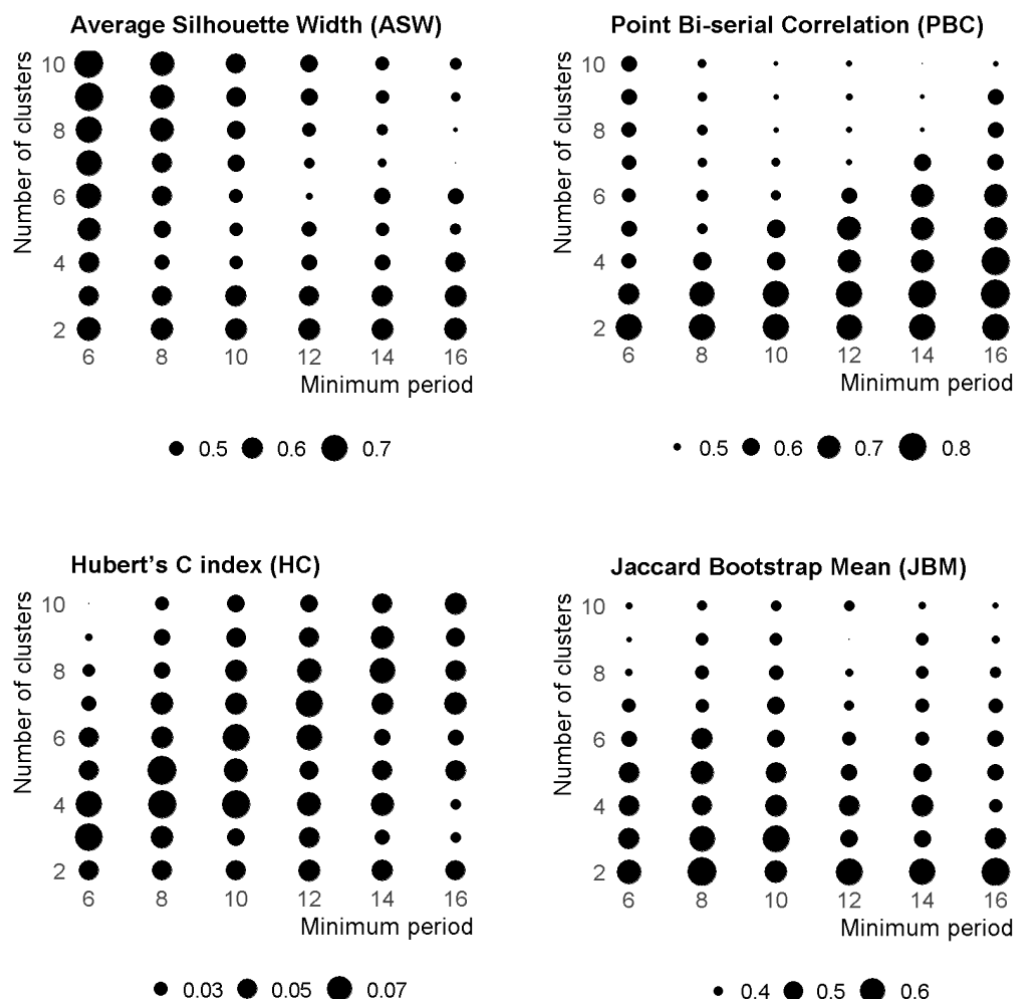 Average Silhouette Width (ASW)
Number of clusters
10
8
6
4
2
6 8 10 12 14 16
Minimum period
0.5 0.6 0.7
Point Bi-serial Correlation (PBC)
Number of clusters
10
8
6
4
2
6 8 10 12 14 16
Minimum period
0.5 0.6 0.7 0.8
Hubert's C index (HC)
Number of clusters
10
8
6
4
2
6 8 10 12 14 16
Minimum period
0.03 0.05 0.07
Jaccard Bootstrap Mean (JBM)
Number of clusters
10
8
6
4
2
6 8 10 12 14 16
Minimum period
0.4 0.5 0.6